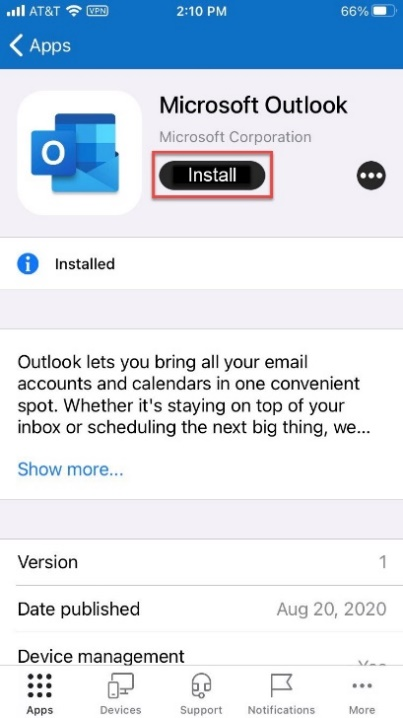 AT&T VPN 2:10 PM 66%
Apps
Microsoft Outlook
Microsoft Corporation
Install
Installed
Outlook lets you bring all your email
accounts and calendars in one convenient
spot. Whether it's staying on top of your
inbox or scheduling the next big thing, we...
Show more...
Version 1
Date published Aug 20, 2020
Device management
Apps Devices Support Notifications More